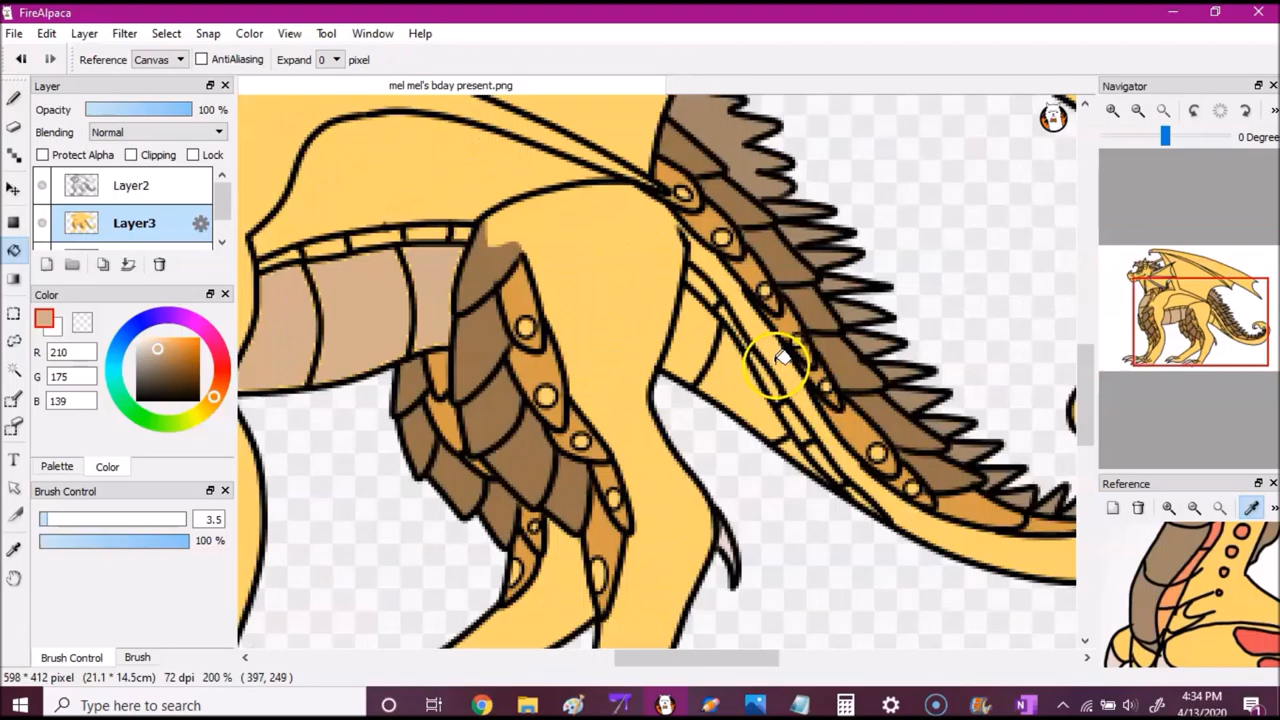 FireAlpaca
File Edit Layer Filter Select Snap Color View Tool Window Help
Reference Canvas AntiAliasing Expand 0 pixel
Layer
mel mel's bday present.png
Navigator
Opacity 100 %
Blending Normal
0 Degree
Protect Alpha Clipping Lock
Layer2
Layer3
Color
R 210
G 175
B 139
Palette Color
Reference
Brush Control
3.5
100 %
Brush Control Brush
598 * 412 pixel (21.1 * 14.5cm) 72 dpi 200 % ( 397, 249 )
Type here to search
4:34 PM
4/13/2020
1